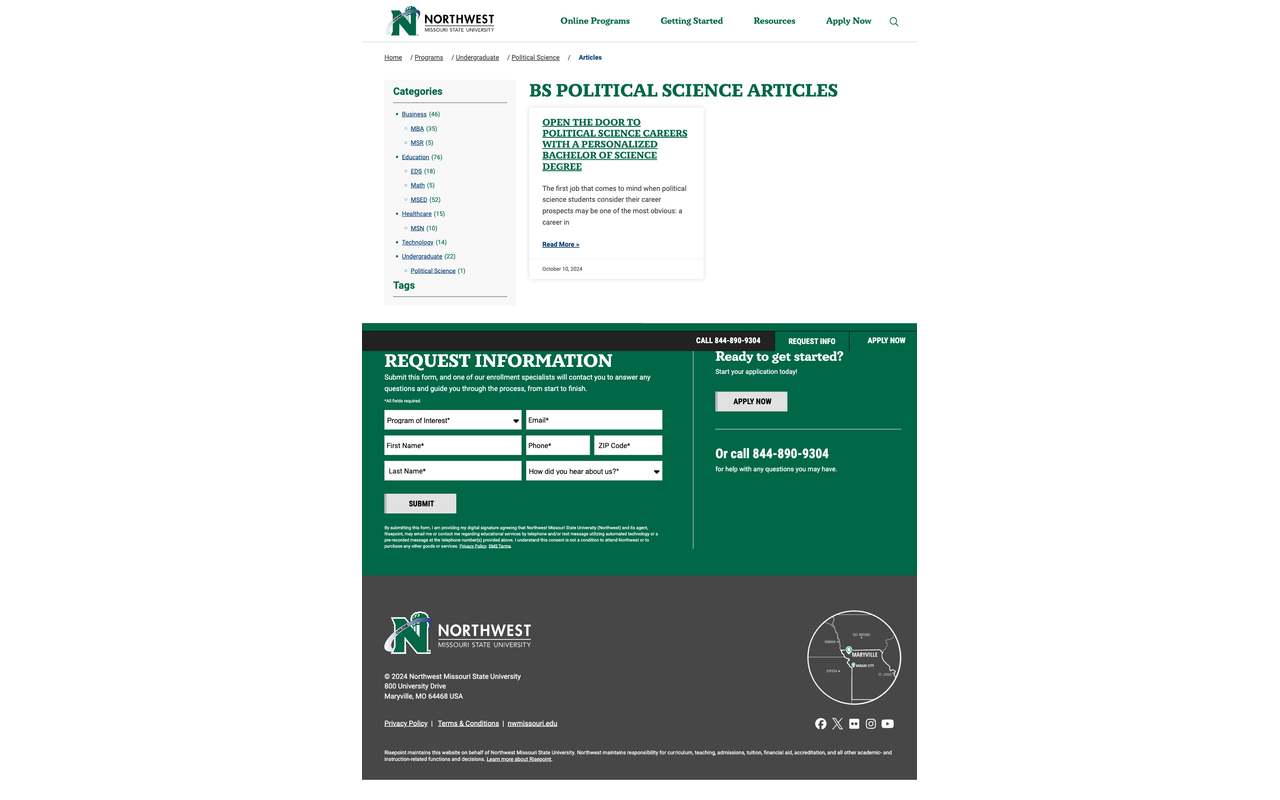 NORTHWEST
MISSOURI STATE UNIVERSITY
Online Programs
Getting Started
Resources
Apply Now
Home / Programs / Undergraduate / Political Science / Articles
Categories
Business (46)
MBA (35)
MSR (5)
Education (76)
EDS (18)
Math (5)
MSED (52)
Healthcare (15)
MSN (10)
Technology (14)
Undergraduate (22)
Political Science (1)
Tags
BS POLITICAL SCIENCE ARTICLES
OPEN THE DOOR TO
POLITICAL SCIENCE CAREERS
WITH A PERSONALIZED
BACHELOR OF SCIENCE
DEGREE
The first job that comes to mind when political
science students consider their career
prospects may be one of the most obvious: a
career in
Read More »
October 10, 2024
CALL 844-890-9304
REQUEST INFO
APPLY NOW
REQUEST INFORMATION
Submit this form, and one of our enrollment specialists will contact you to answer any
questions and guide you through the process, from start to finish.
*All fields required.
Program of Interest*
Email*
First Name*
Phone*
ZIP Code*
Last Name*
How did you hear about us?*
SUBMIT
By submitting this form, I am providing my digital signature agreeing that Northwest Missouri State University (Northwest) and its agent,
Risepoint, may email me or contact me regarding educational services by telephone and/or text message utilizing automated technology or a
pre-recorded message at the telephone number(s) provided above. I understand this consent is not a condition to attend Northwest or to
purchase any other goods or services. Privacy Policy. SMS Terms.
Ready to get started?
Start your application today!
APPLY NOW
Or call 844-890-9304
for help with any questions you may have.
NORTHWEST
MISSOURI STATE UNIVERSITY
© 2024 Northwest Missouri State University
800 University Drive
Maryville, MO 64468 USA
Privacy Policy | Terms & Conditions | nwmissouri.edu
MARYVILLE
KANSAS CITY
Risepoint maintains this website on behalf of Northwest Missouri State University. Northwest maintains responsibility for curriculum, teaching, admissions, tuition, financial aid, accreditation, and all other academic- and
instruction-related functions and decisions. Learn more about Risepoint.